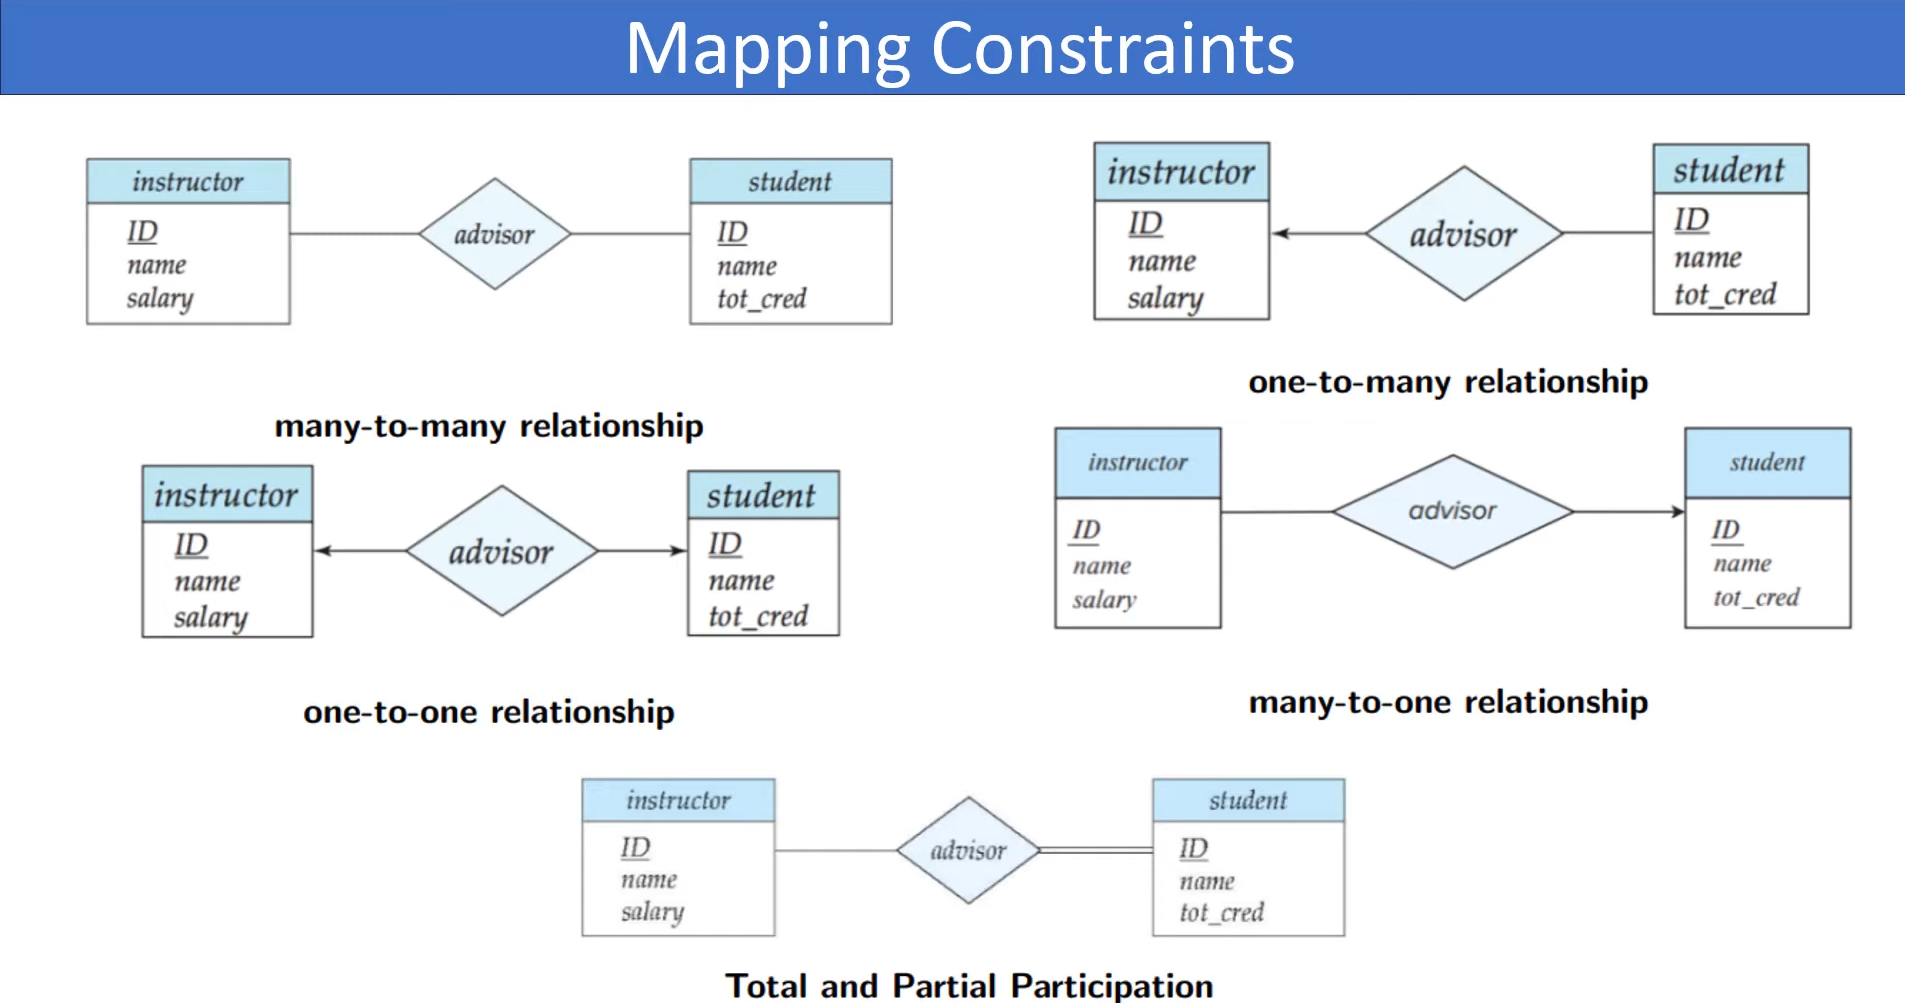 Mapping Constraints
instructor
ID
name
salary
advisor
student
ID
name
tot_cred
many-to-many relationship
instructor
ID
name
salary
advisor
student
ID
name
tot_cred
one-to-many relationship
instructor
ID
name
salary
advisor
student
ID
name
tot_cred
one-to-one relationship
instructor
ID
name
salary
advisor
student
ID
name
tot_cred
many-to-one relationship
instructor
ID
name
salary
advisor
student
ID
name
tot_cred
Total and Partial Participation